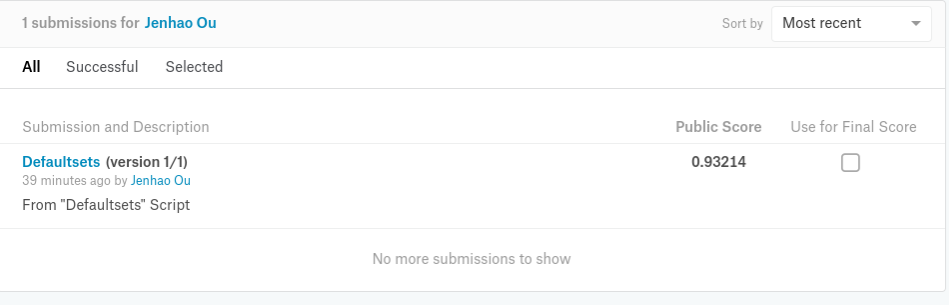 1 submissions for Jenhao Ou
Sort by Most recent
All Successful Selected
Submission and Description Public Score Use for Final Score
Defaultsets (version 1/1) 0.93214
39 minutes ago by Jenhao Ou
From "Defaultsets" Script
No more submissions to show